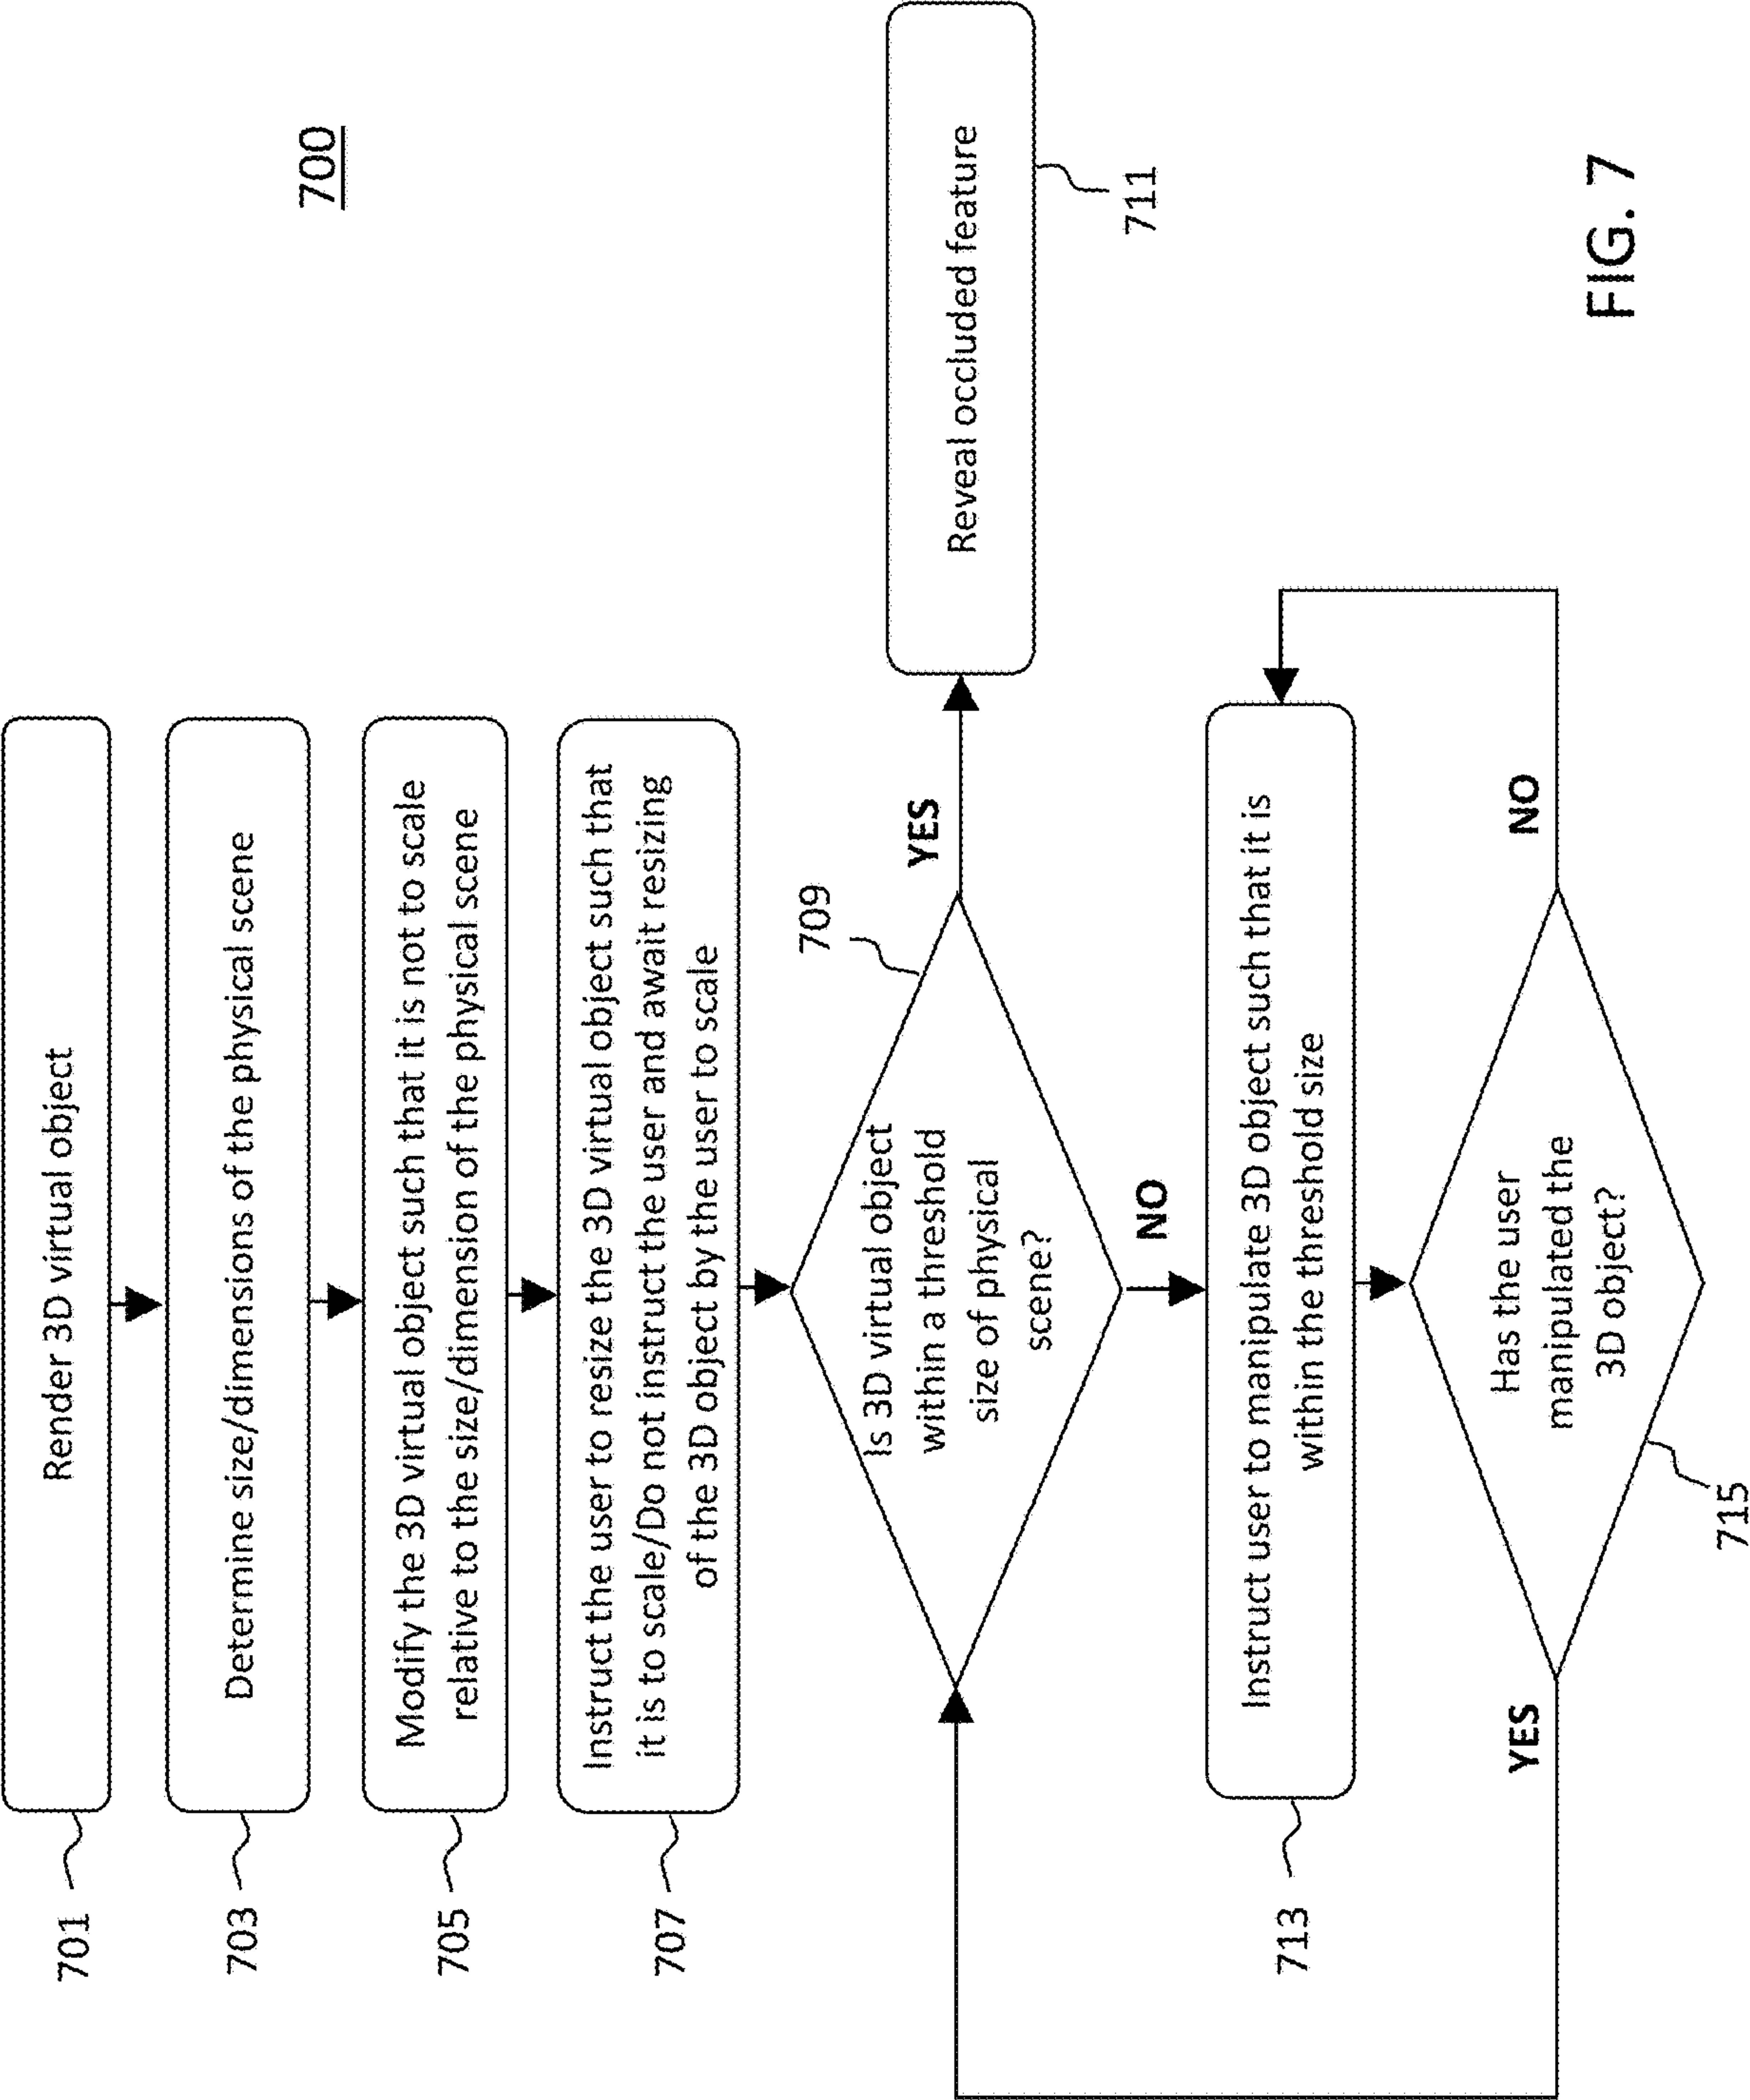 700
701
Render 3D virtual object
703
Determine size/dimensions of the physical scene
705
Modify the 3D virtual object such that it is not to scale
relative to the size/dimension of the physical scene
707
Instruct the user to resize the 3D virtual object such that
it is to scale/Do not instruct the user and await resizing
of the 3D object by the user to scale
709
Is 3D virtual object
within a threshold
size of physical
scene?
YES
Reveal occluded feature
711
NO
713
Instruct user to manipulate 3D object such that it is
within the threshold size
Has the user
manipulated the
3D object?
YES
NO
715
FIG. 7